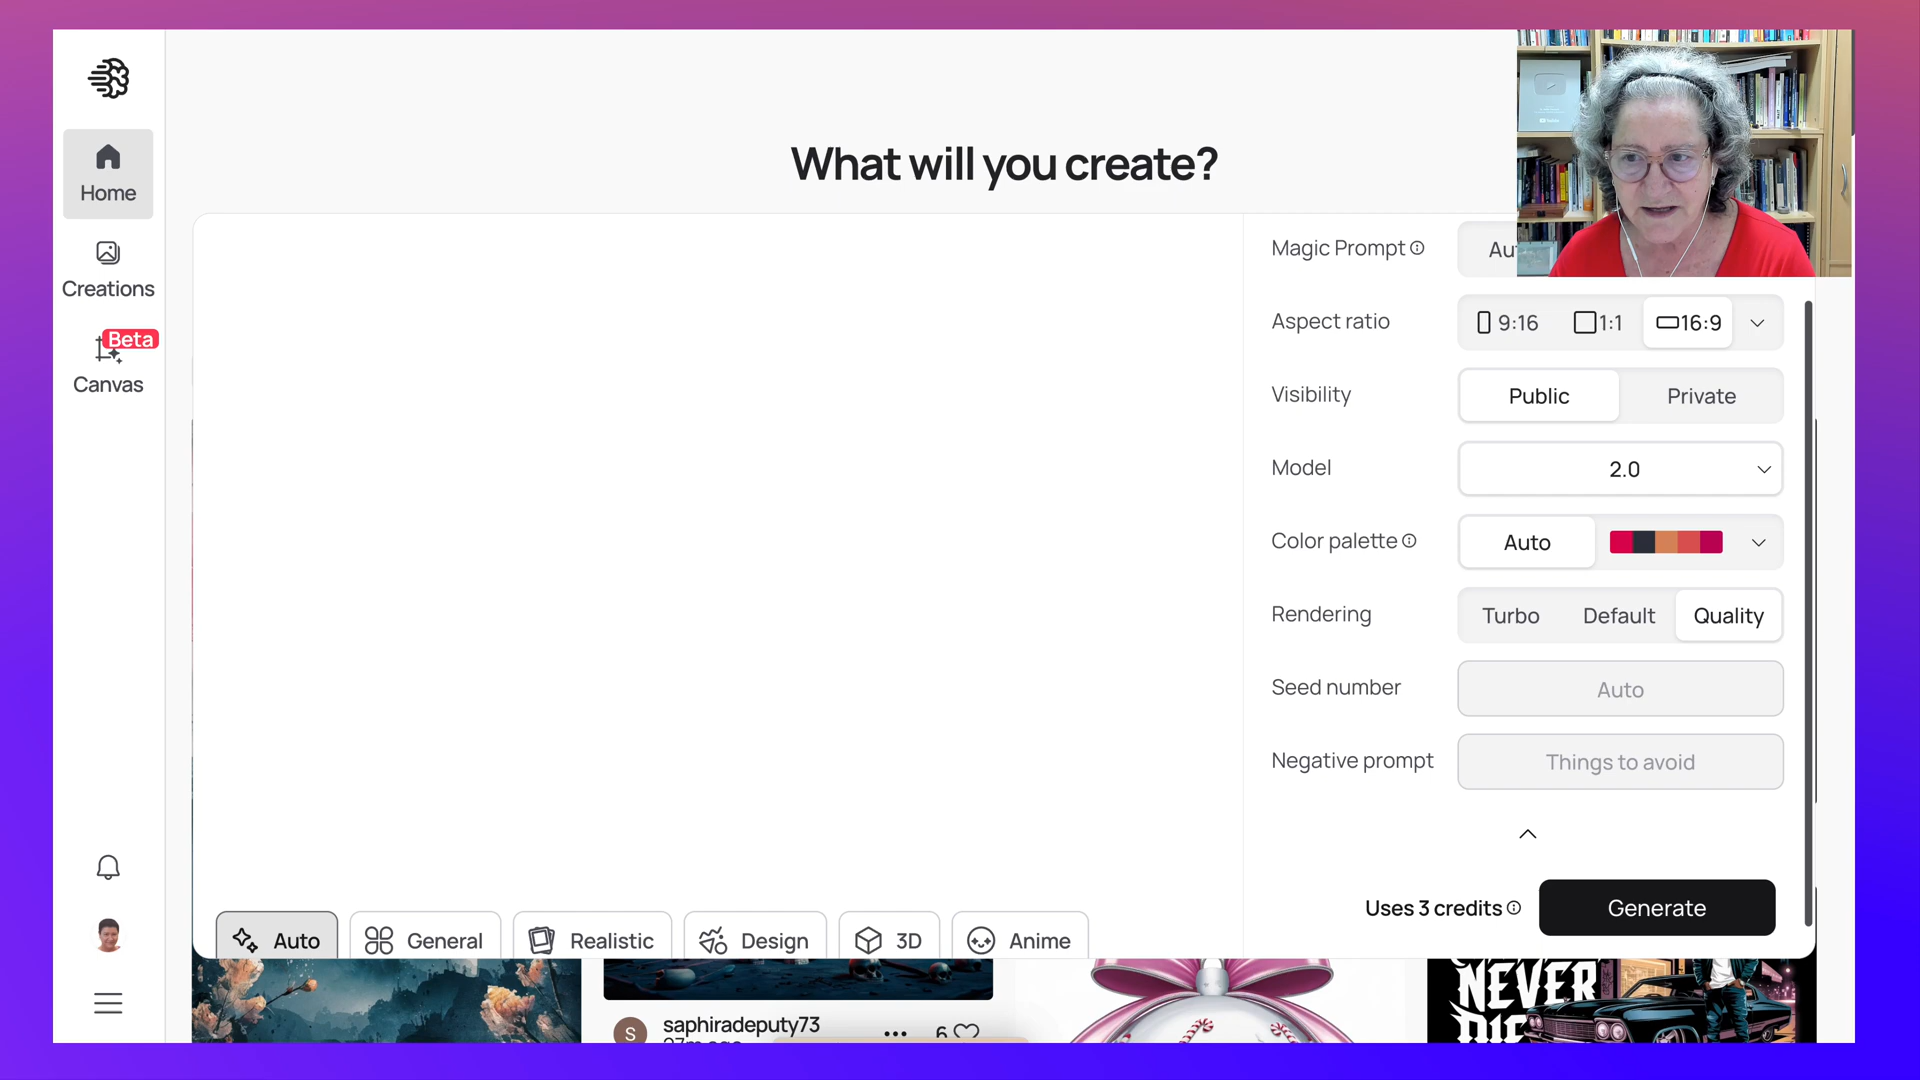 Home
Creations
Beta
Canvas
What will you create?
Magic Prompt
Au
Aspect ratio
9:16
1:1
16:9
Visibility
Public
Private
Model
2.0
Color palette
Auto
Rendering
Turbo
Default
Quality
Seed number
Auto
Negative prompt
Things to avoid
Uses 3 credits
Generate
Auto
General
Realistic
Design
3D
Anime
S
saphiradeputy73
6
NEVER
DIE